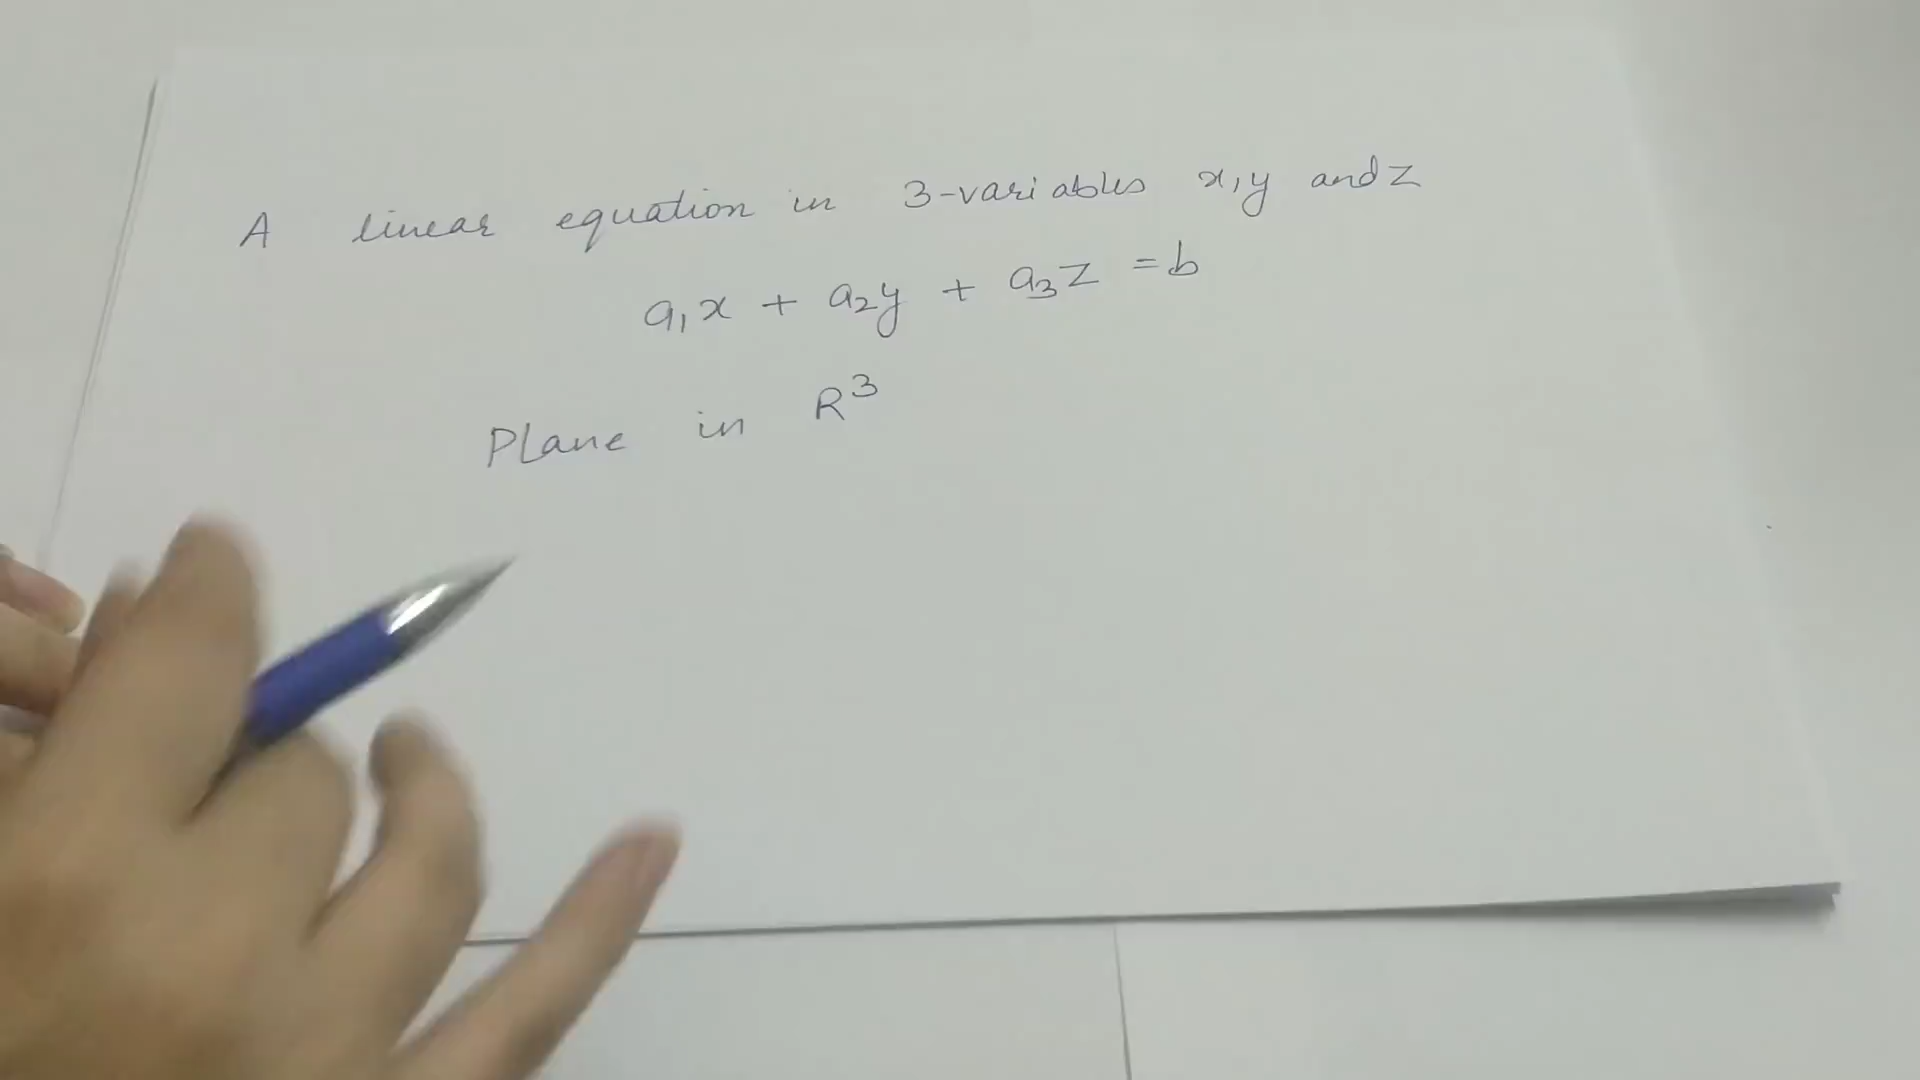 A linear equation in 3-variables x, y and z
a₁x + a₂y + a₃z = b
Plane in R³